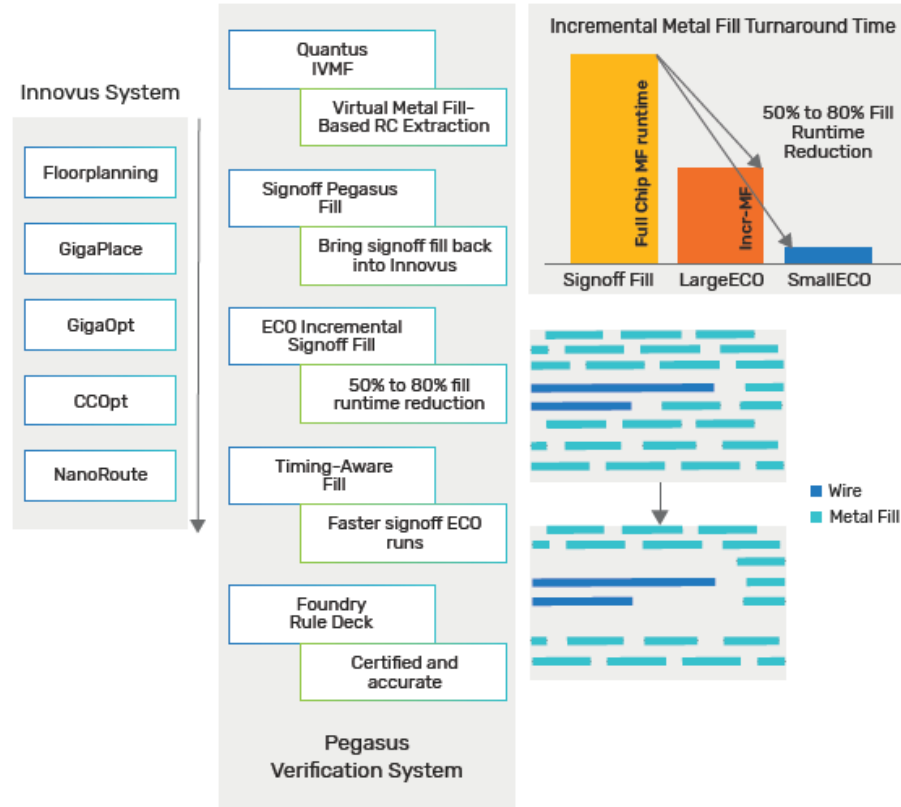 Innovus System
Floorplanning
GigaPlace
GigaOpt
CCOpt
NanoRoute
Quantus
IVMF
Virtual Metal Fill-
Based RC Extraction
Signoff Pegasus
Fill
Bring signoff fill back
into Innovus
ECO Incremental
Signoff Fill
50% to 80% fill
runtime reduction
Timing-Aware
Fill
Faster signoff ECO
runs
Foundry
Rule Deck
Certified and
accurate
Pegasus
Verification System
Incremental Metal Fill Turnaround Time
50% to 80% Fill
Runtime
Reduction
Full Chip MF runtime
Incr-MF
Signoff Fill
LargeECO
SmallECO
Wire
Metal Fill